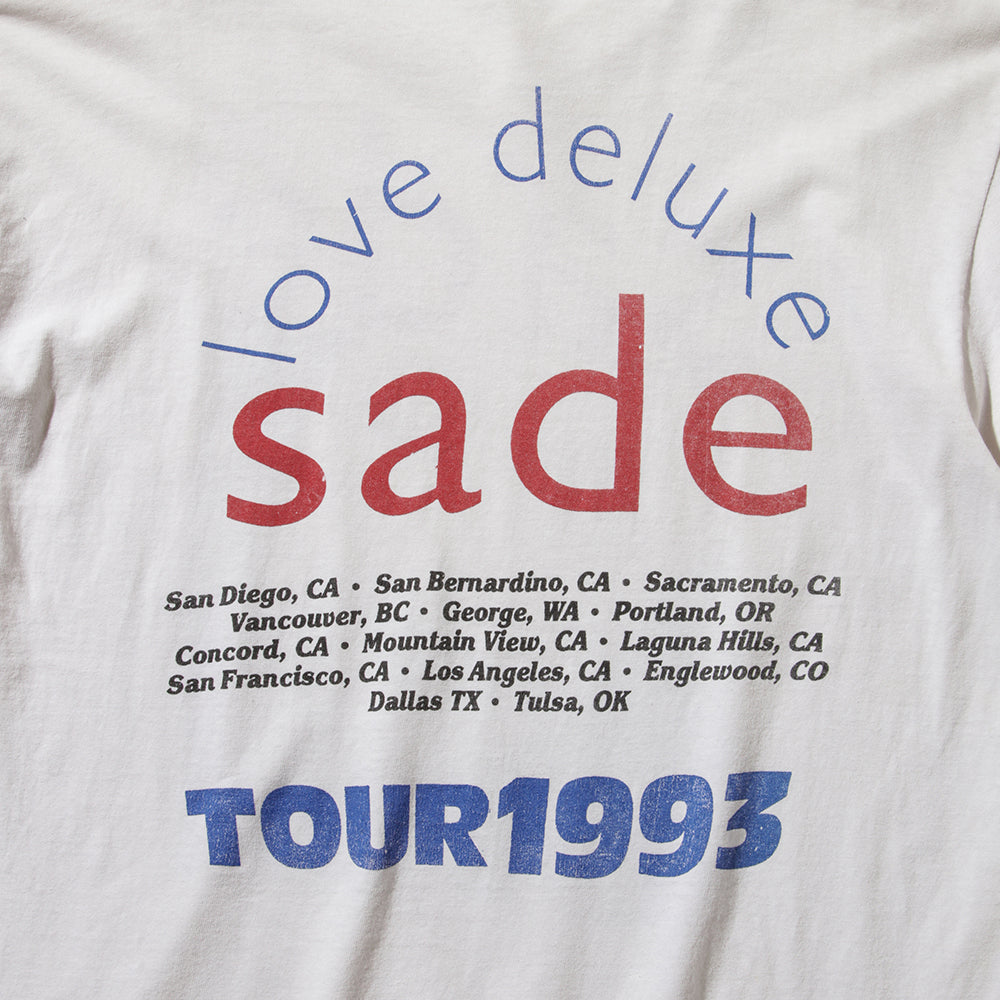 love deluxe
sade
San Diego, CA • San Bernardino, CA • Sacramento, CA
Vancouver, BC • George, WA • Portland, OR
Concord, CA • Mountain View, CA • Laguna Hills, CA
San Francisco, CA • Los Angeles, CA • Englewood, CO
Dallas TX • Tulsa, OK
TOUR1993